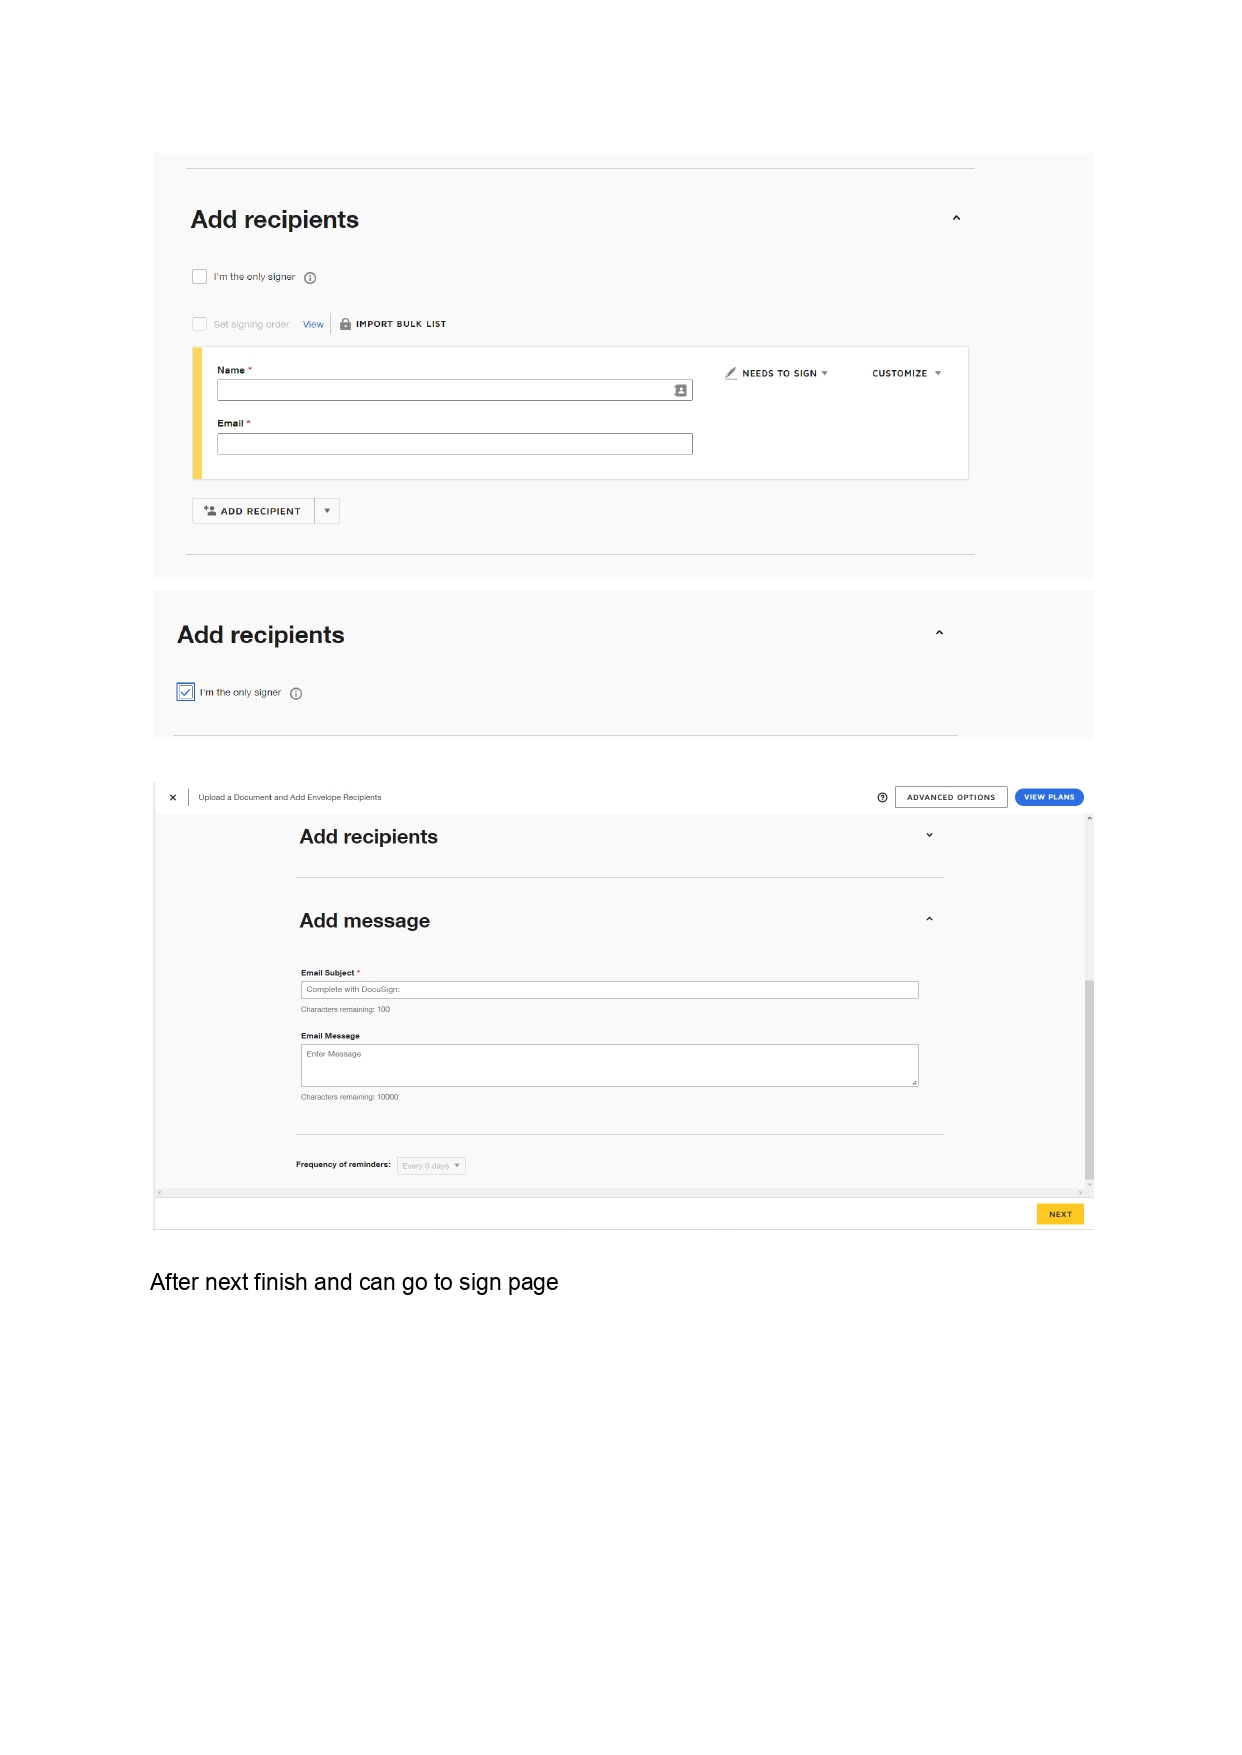 Add recipients
I'm the only signer
Set signing order View IMPORT BULK LIST
Name * NEEDS TO SIGN CUSTOMIZE
Email *
ADD RECIPIENT
Add recipients
I'm the only signer
Upload a Document and Add Envelope Recipients ADVANCED OPTIONS VIEW PLANS
Add recipients
Add message
Email Subject *
Complete with DocuSign:
Characters remaining: 100
Email Message
Enter Message
Characters remaining: 10000
Frequency of reminders: Every 0 days
NEXT
After next finish and can go to sign page